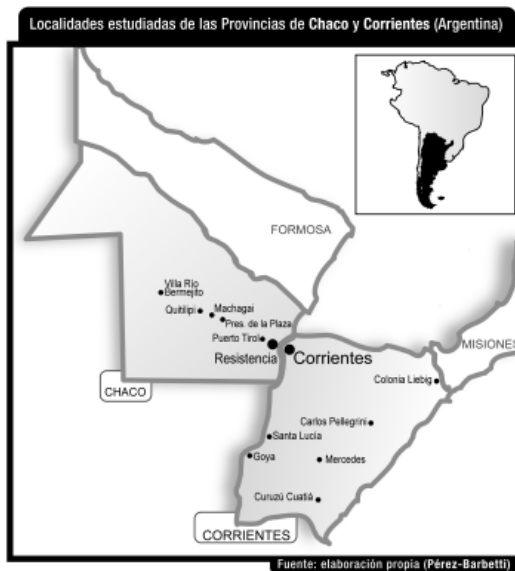 Localidades estudiadas de las Provincias de Chaco y Corrientes (Argentina)
FORMOSA
Villa Río
Bermejito
Quitilipi
Machagai
Pres. de la Plaza
Puerto Tirol
Resistencia
Corrientes
MISIONES
Colonia Liebig
CHACO
Carlos Pellegrini
Santa Lucía
Goya
Mercedes
Curuzú Cuatiá
CORRIENTES
Fuente: elaboración propia (Pérez-Barbetti)